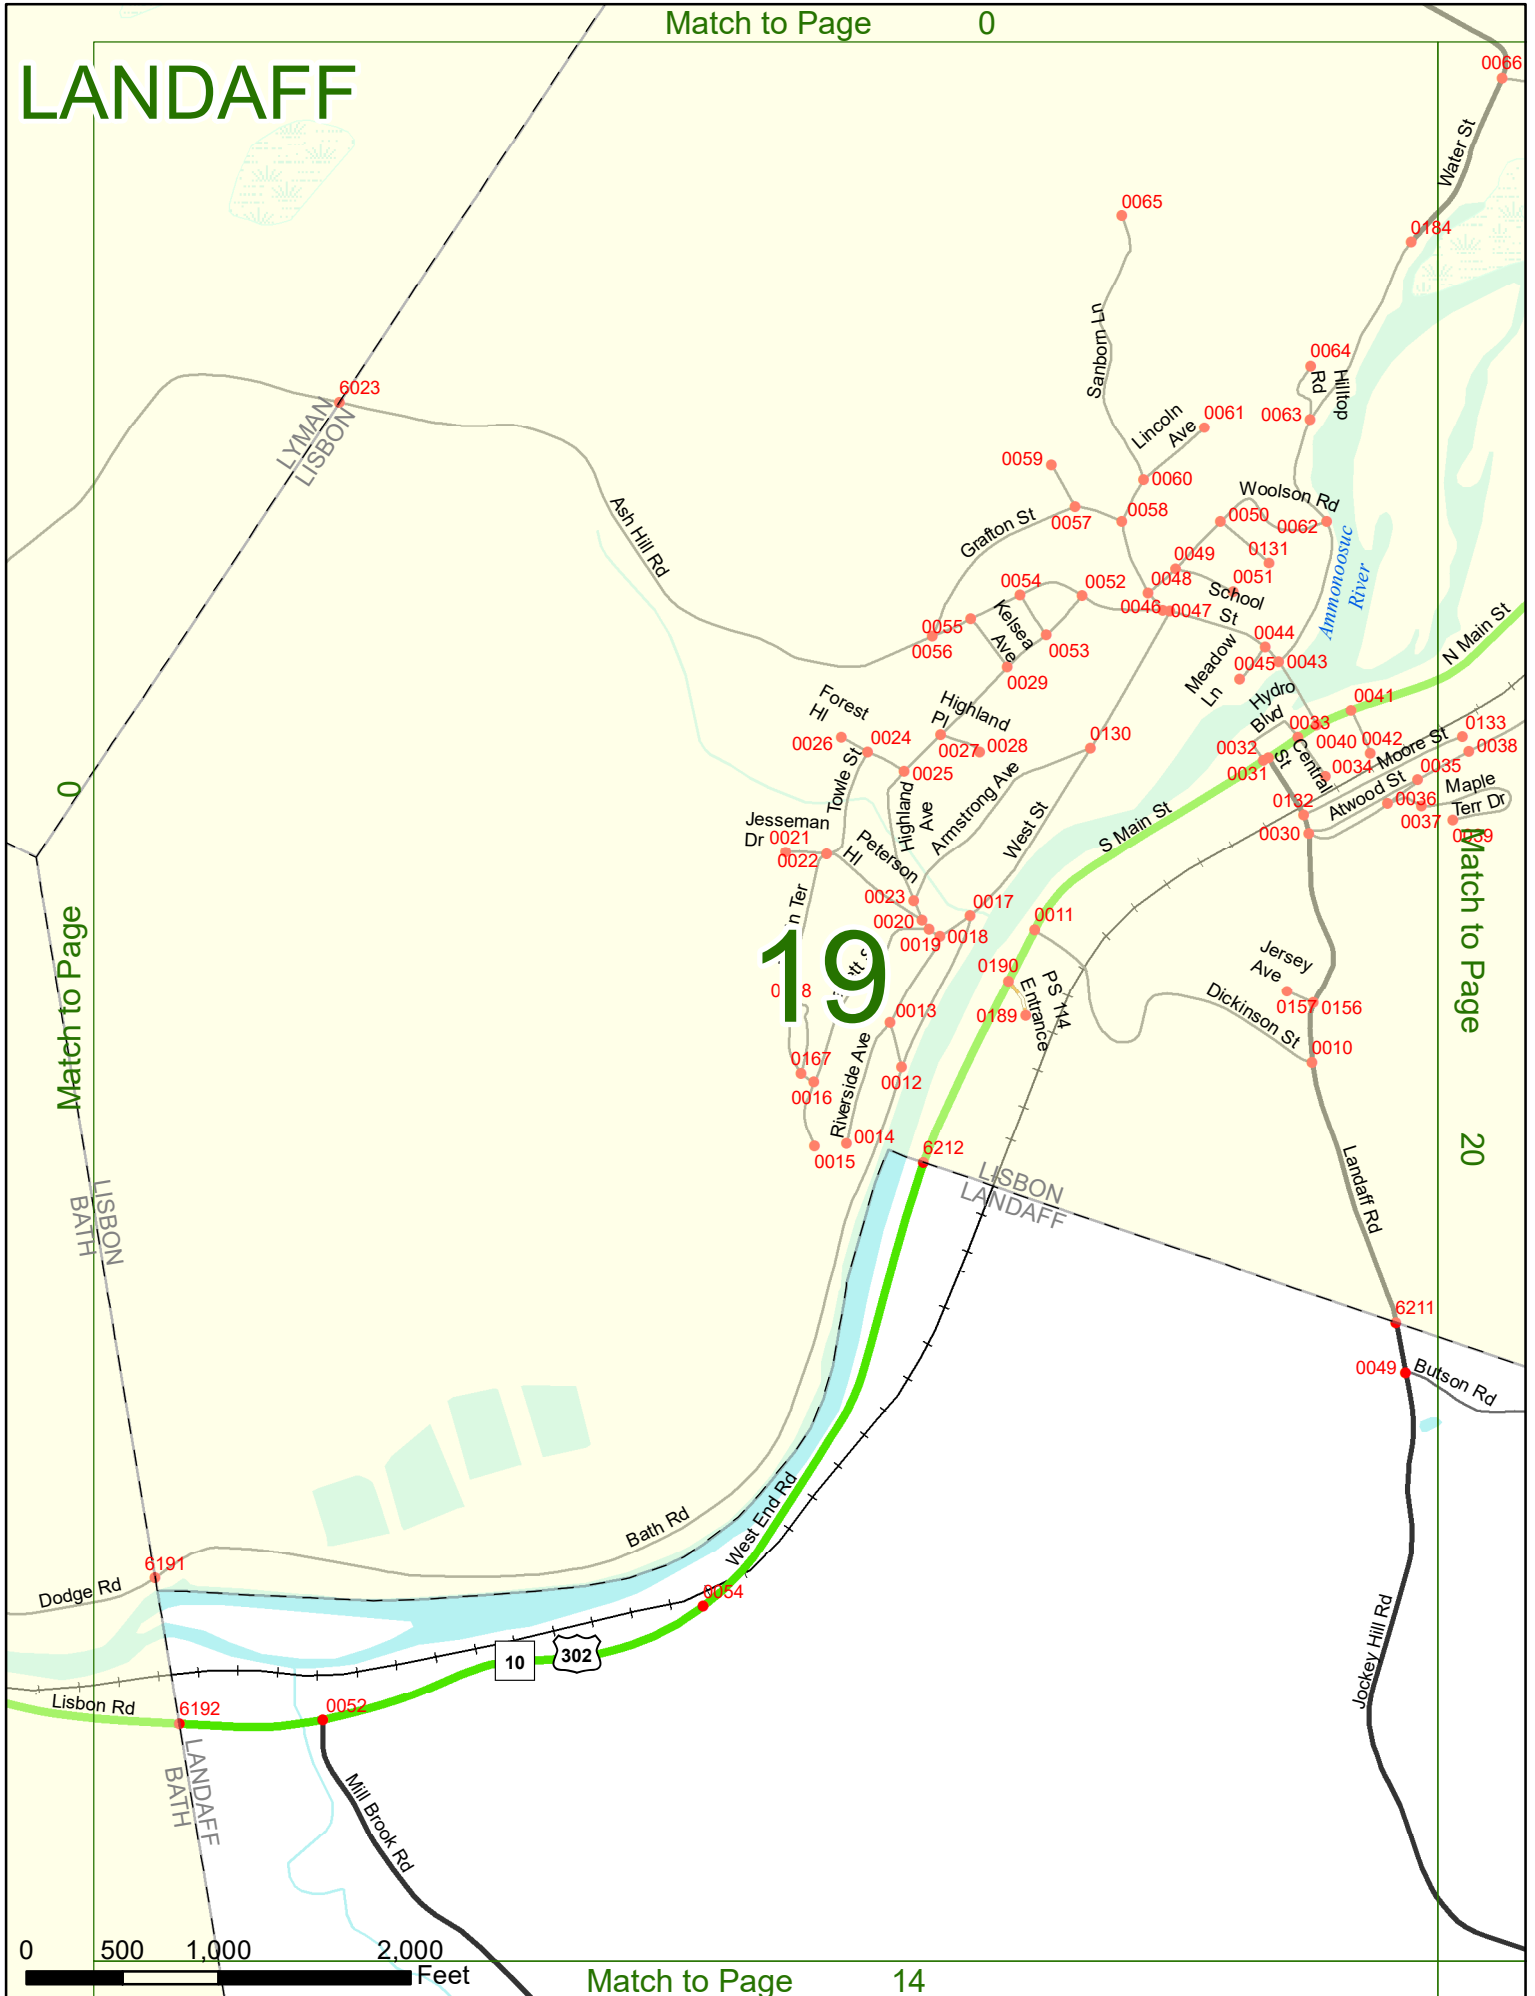 Match to Page 0
LANDAFF
0066
Water St
0065
0184
Sanborn Ln
0064
Hilltop
Rd
6023
LYMAN
LISBON
0063
0061
Lincoln
Ave
0059
0060
Woolson Rd
Ash Hill Rd
0057
0058
0050
0062
Grafton St
0049
0131
Ammonoosuc
River
0054
0052
0048
0051
School
St
0046
0047
Kelsea
Ave
0055
0056
0053
0044
0043
0045
Meadow
Ln
N Main St
0029
Forest
Hl
Highland
Pl
Hydro
Blvd
0041
0026
0024
0027
0028
0130
0033
0040
0042
0133
0038
0032
0031
Central
St
Moore St
0034
0025
0035
Towle St
Highland
Ave
Armstrong Ave
0036
Maple
Terr Dr
Atwood St
0037
0039
0132
0030
Match to Page 0
Jesseman
Dr
0021
0022
Peterson
Hl
West St
S Main St
0023
0017
0020
0019
0018
0011
n Ter
19
0190
PS 114
Entrance
0189
Jersey
Ave
0157
0156
Dickinson St
0010
Match to Page 20
0013
0167
0016
0012
Riverside Ave
0014
0015
6212
LISBON
LANDAFF
Landaff Rd
LISBON
BATH
6211
0049
Butson Rd
6191
Dodge Rd
Bath Rd
West End Rd
0054
10
302
Lisbon Rd
6192
0052
LANDAFF
BATH
Mill Brook Rd
Jockey Hill Rd
0 500 1,000 2,000
Feet
Match to Page 14